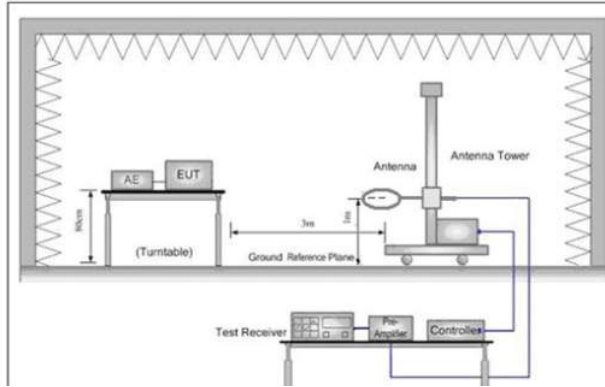 Antenna Tower
Antenna
AE
EUT
80cm
(Turntable)
3m
1m
Ground Reference Plane
Test Receiver
Pre-
Amplifier
Controller